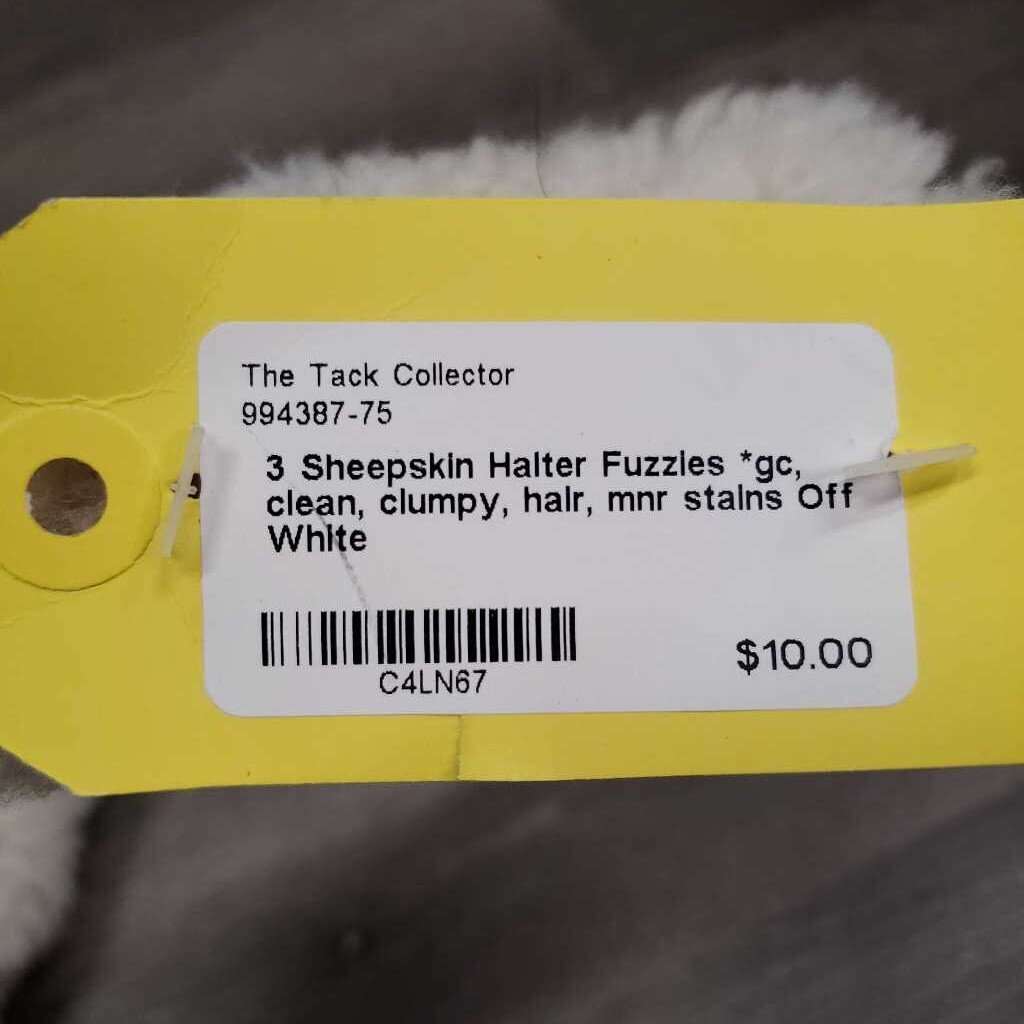 The Tack Collector
994387-75
3 Sheepskin Halter Fuzzies *gc,
clean, clumpy, hair, mnr stains Off
White
C4LN67
$10.00